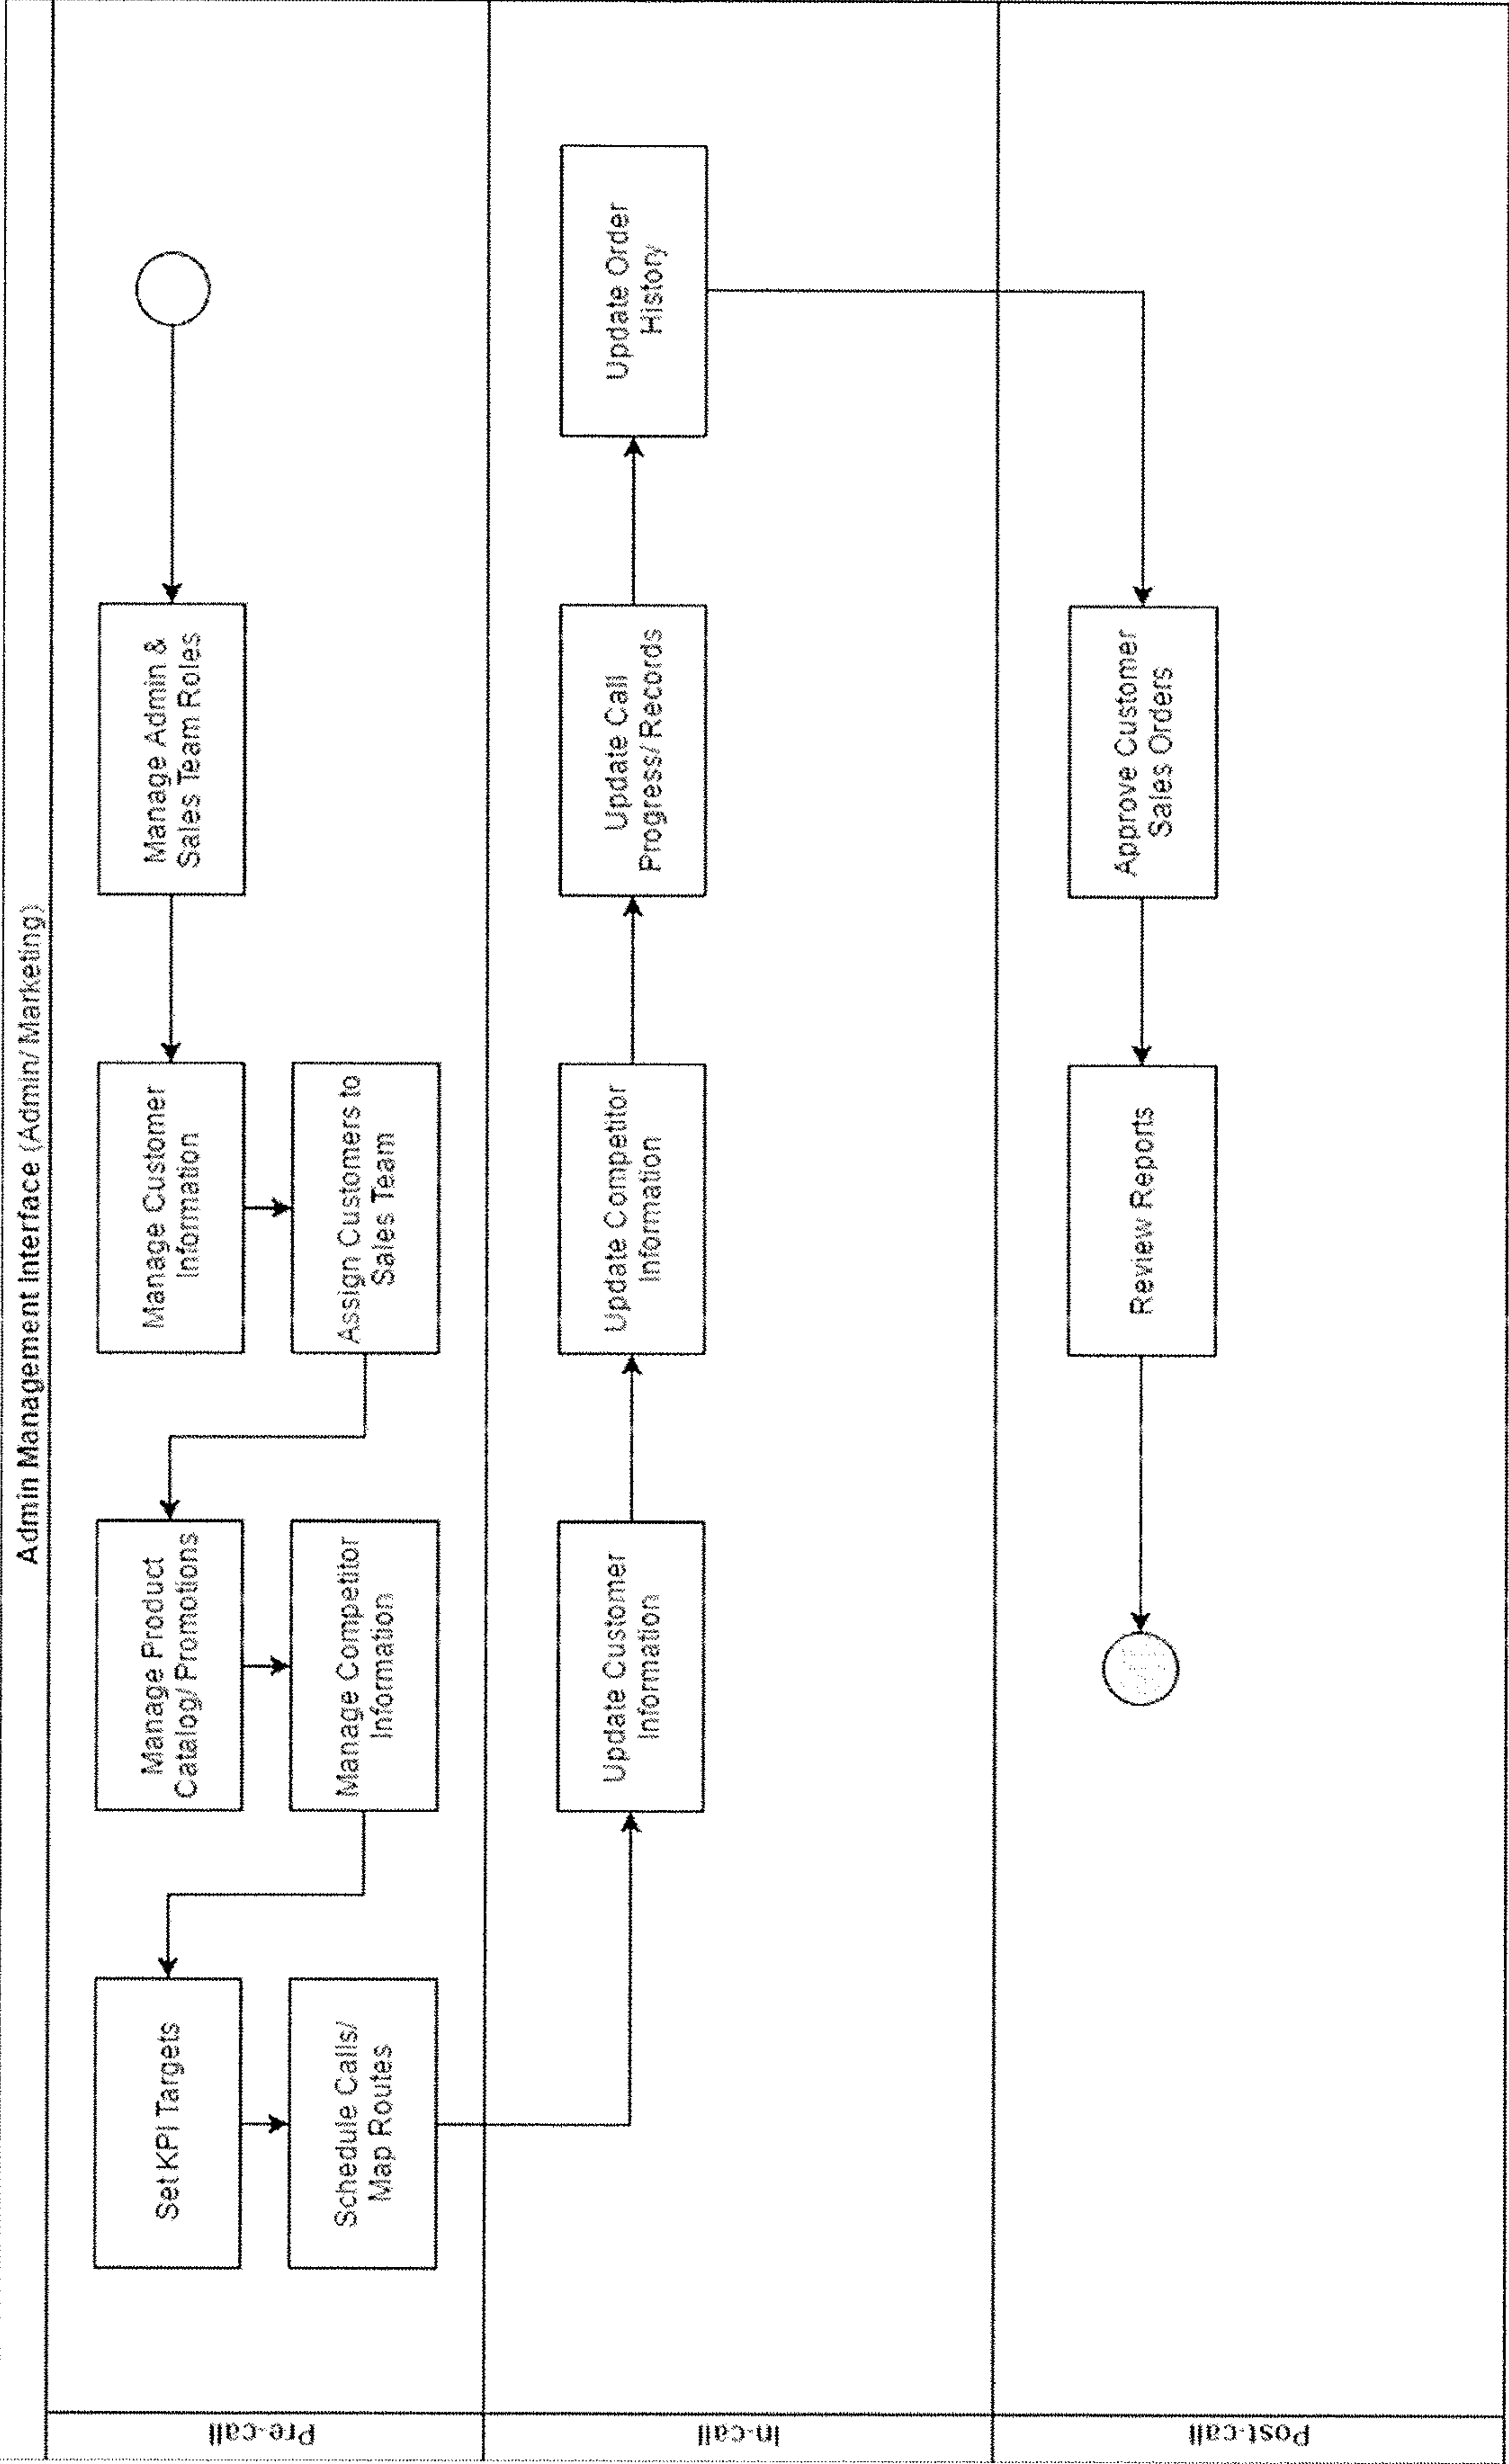 Admin Management Interface (Admin/ Marketing)
Pre-call
Manage Admin &
Sales Team Roles
Manage Customer
Information
Assign Customers to
Sales Team
Manage Product
Catalog/ Promotions
Manage Competitor
Information
Set KPI Targets
Schedule Calls/
Map Routes
In-call
Update Customer
Information
Update Competitor
Information
Update Call
Progress/ Records
Update Order
History
Post-call
Approve Customer
Sales Orders
Review Reports